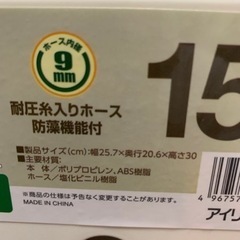 ホース内径
9
mm
15
耐圧糸入りホース
防藻機能付
■製品サイズ(cm):幅25.7×奥行20.6×高さ30
■主要材質:
本 体/ポリプロピレン、ABS樹脂
ホース/塩化ビニル樹脂
※商品の仕様は予告なく変更することがあります。
■MADE IN CHINA
4 96757
アイリ